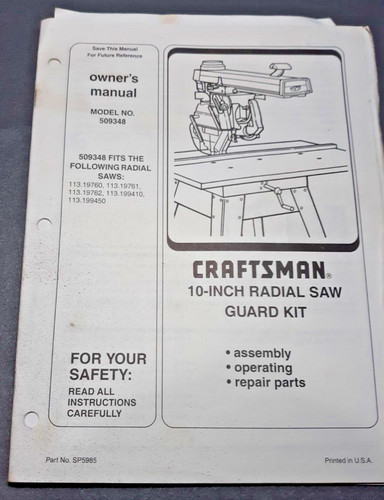 Save This Manual
For Future Reference
owner's
manual
MODEL NO.
509348
509348 FITS THE
FOLLOWING RADIAL
SAWS:
113.19760, 113.19761,
113.19762, 113.199410,
113.199450
FOR YOUR
SAFETY:
READ ALL
INSTRUCTIONS
CAREFULLY
CRAFTSMAN®
10-INCH RADIAL SAW
GUARD KIT
• assembly
• operating
• repair parts
Part No. SP5985
Printed in U.S.A.